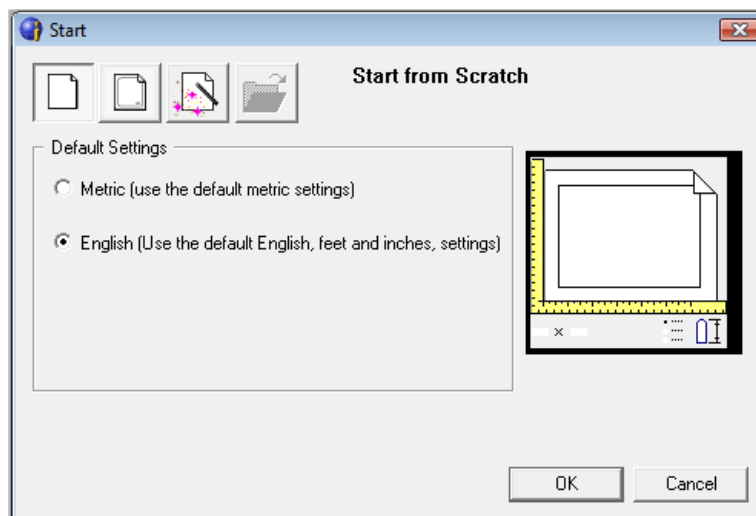 Start
Start from Scratch
Default Settings
Metric (use the default metric settings)
English (Use the default English, feet and inches, settings)
×
OK
Cancel